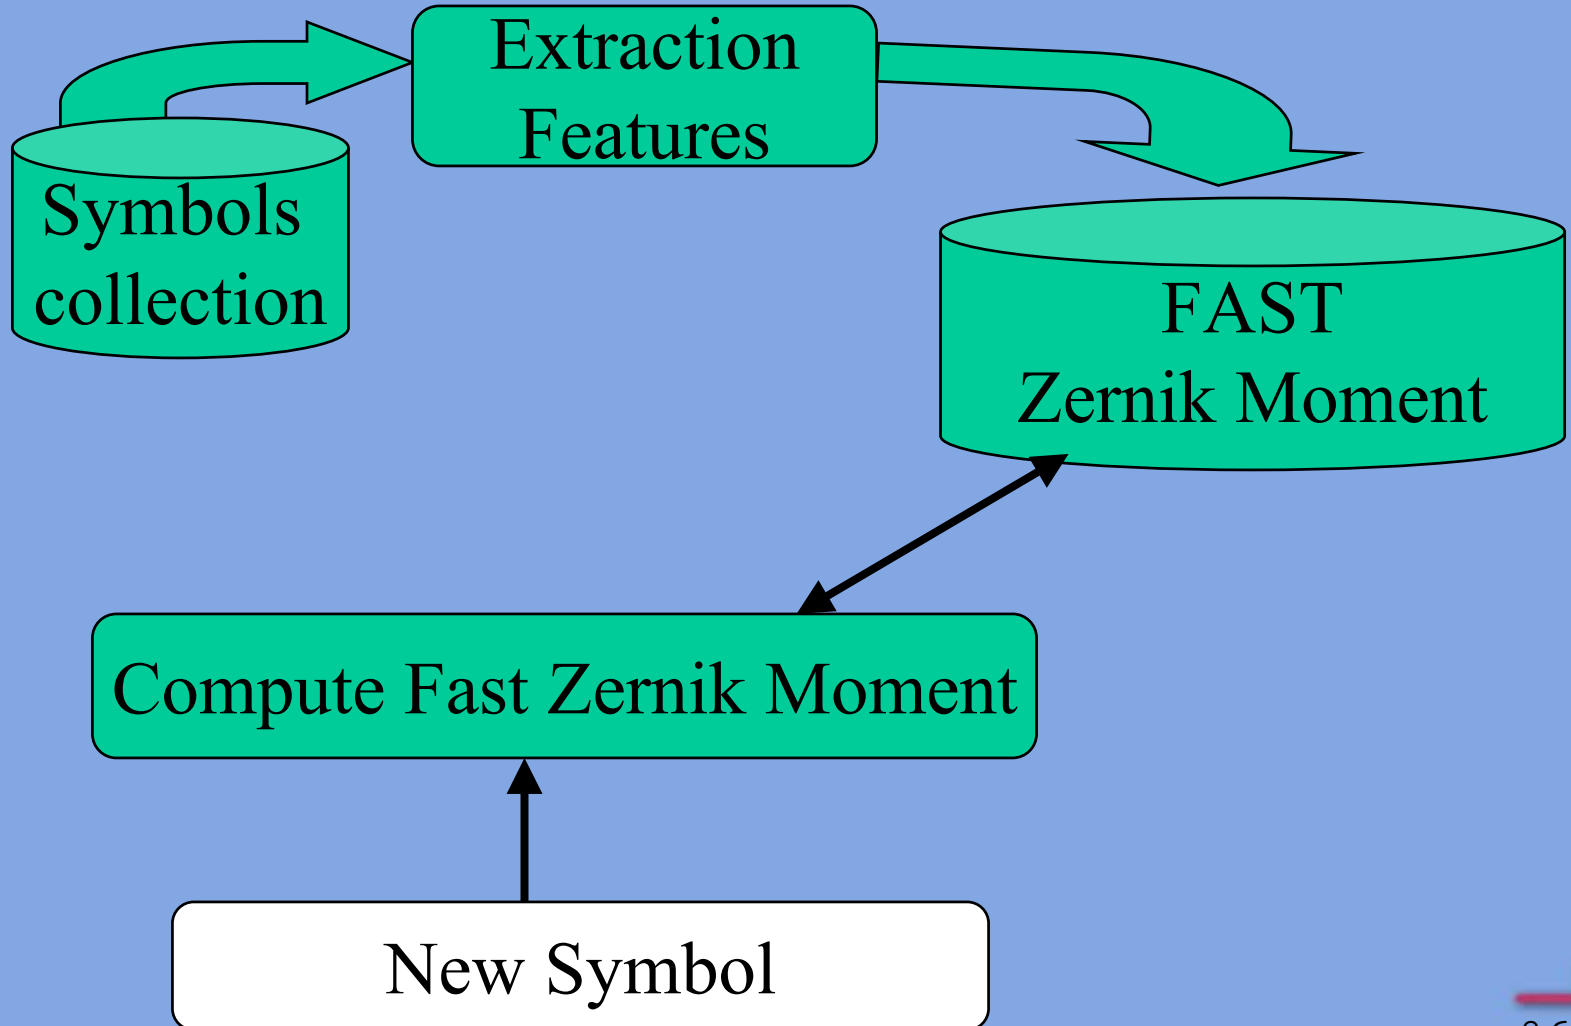 Extraction
Features
Symbols
collection
FAST
Zernik Moment
Compute Fast Zernik Moment
New Symbol